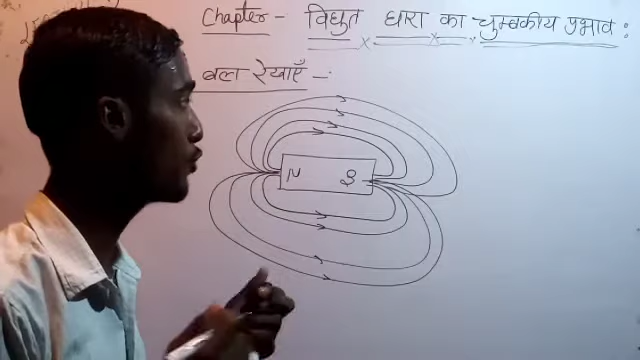 Chapter - विद्युत धारा का चुम्बकीय प्रभाव :
बल रेखाएँ -
N S